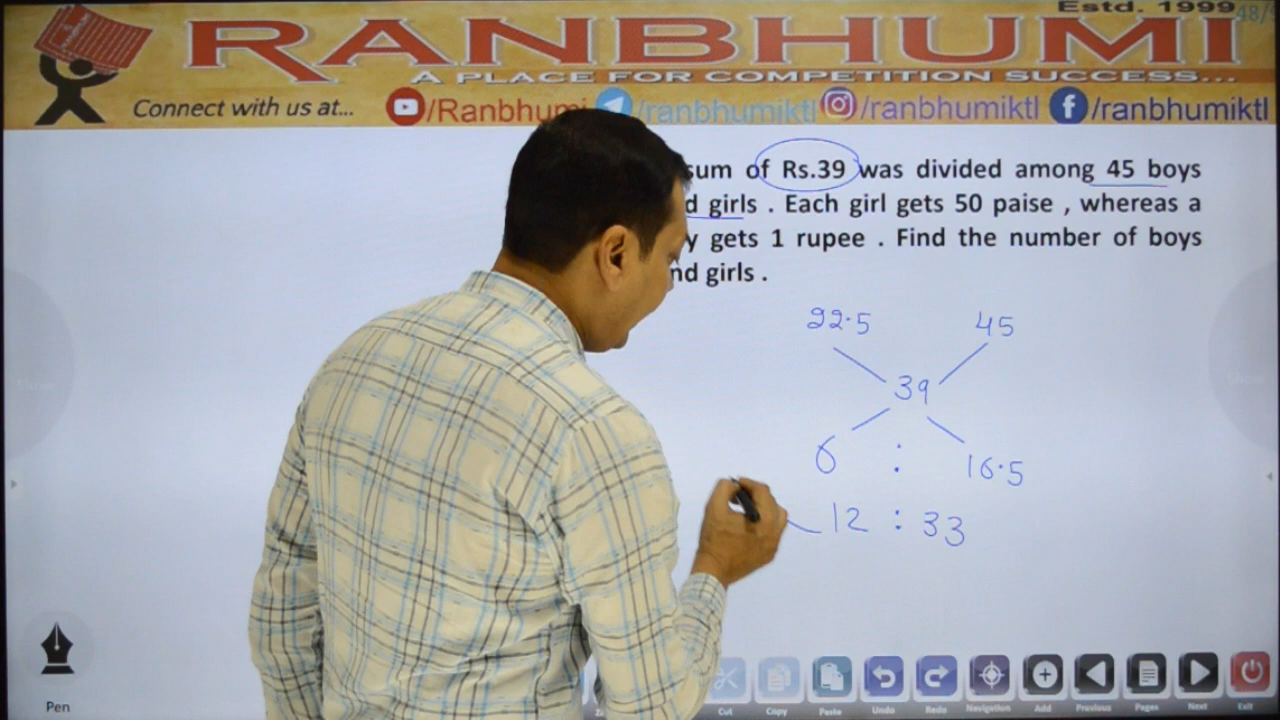 Estd. 1999
48/
RANBHUMI
A PLACE FOR COMPETITION SUCCESS...
Connect with us at... /Ranbhumi /ranbhumiktl /ranbhumiktl /ranbhumiktl
sum of Rs.39 was divided among 45 boys
d girls . Each girl gets 50 paise , whereas a
y gets 1 rupee . Find the number of boys
nd girls .
22.5 45
39
6 : 16.5
12 : 33
Pen
Cut Copy Paste Undo Redo Navigation Add Previous Pages Next Exit